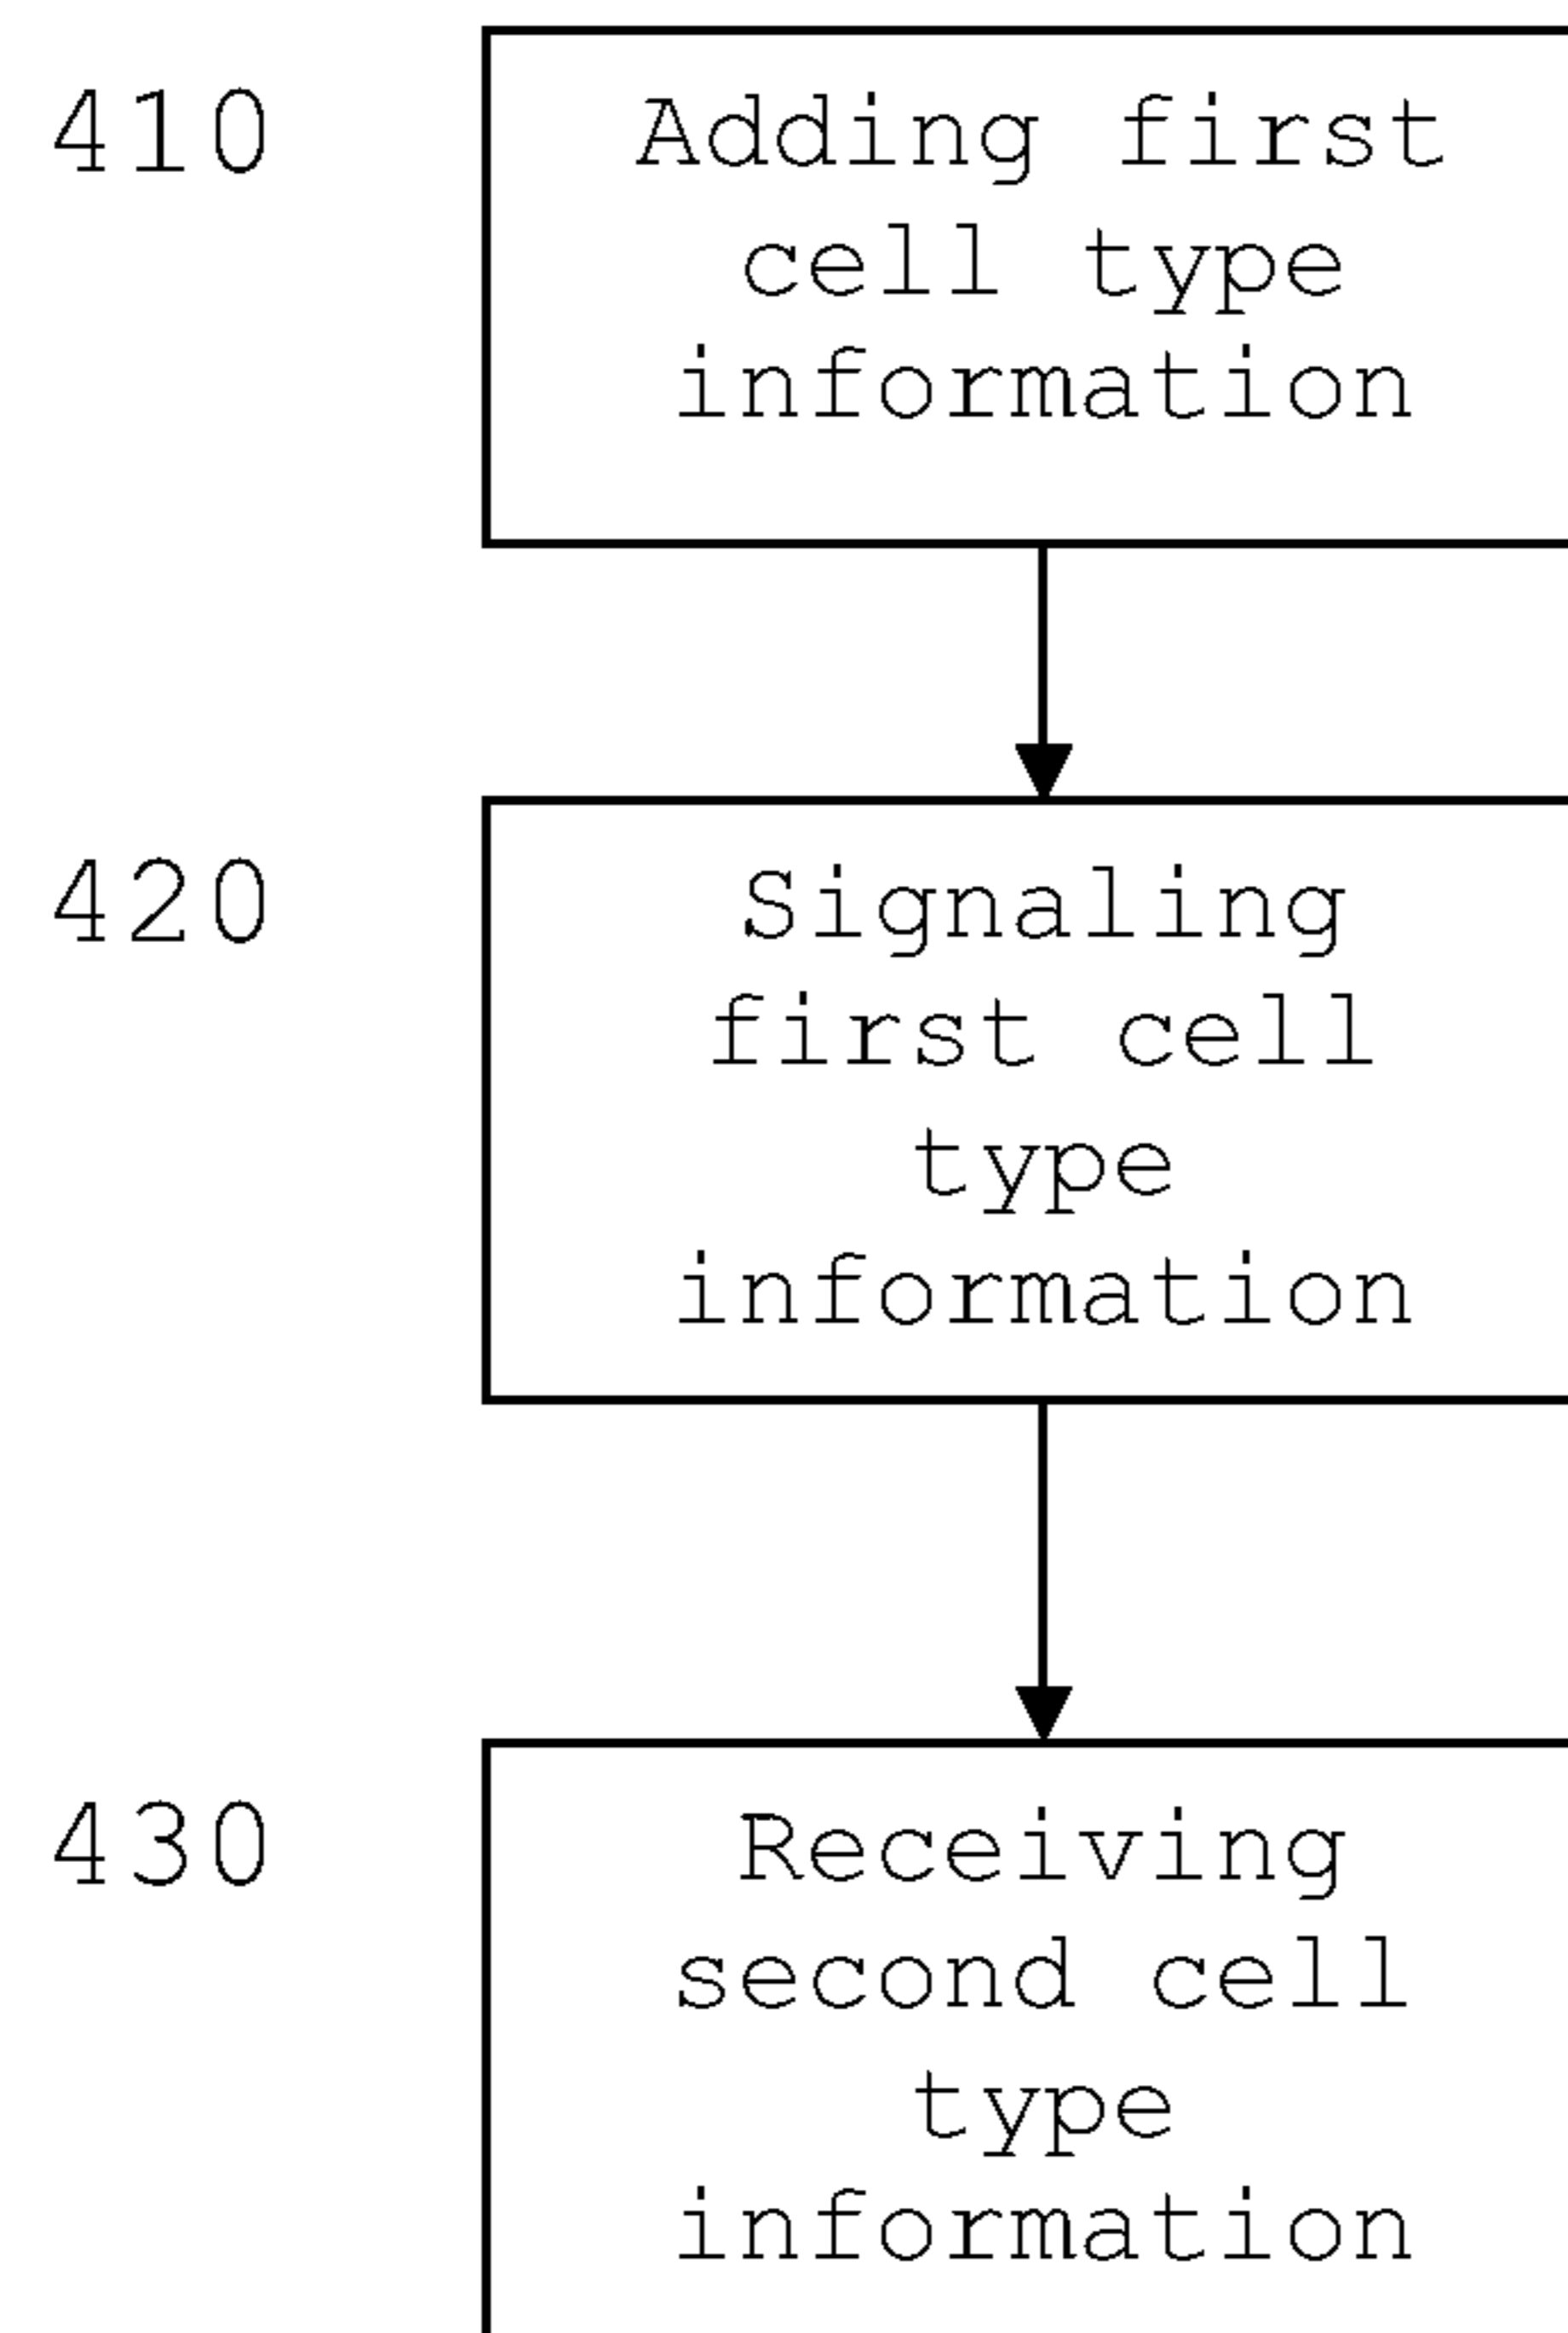 410
Adding first
cell type
information
420
Signaling
first cell
type
information
430
Receiving
second cell
type
information